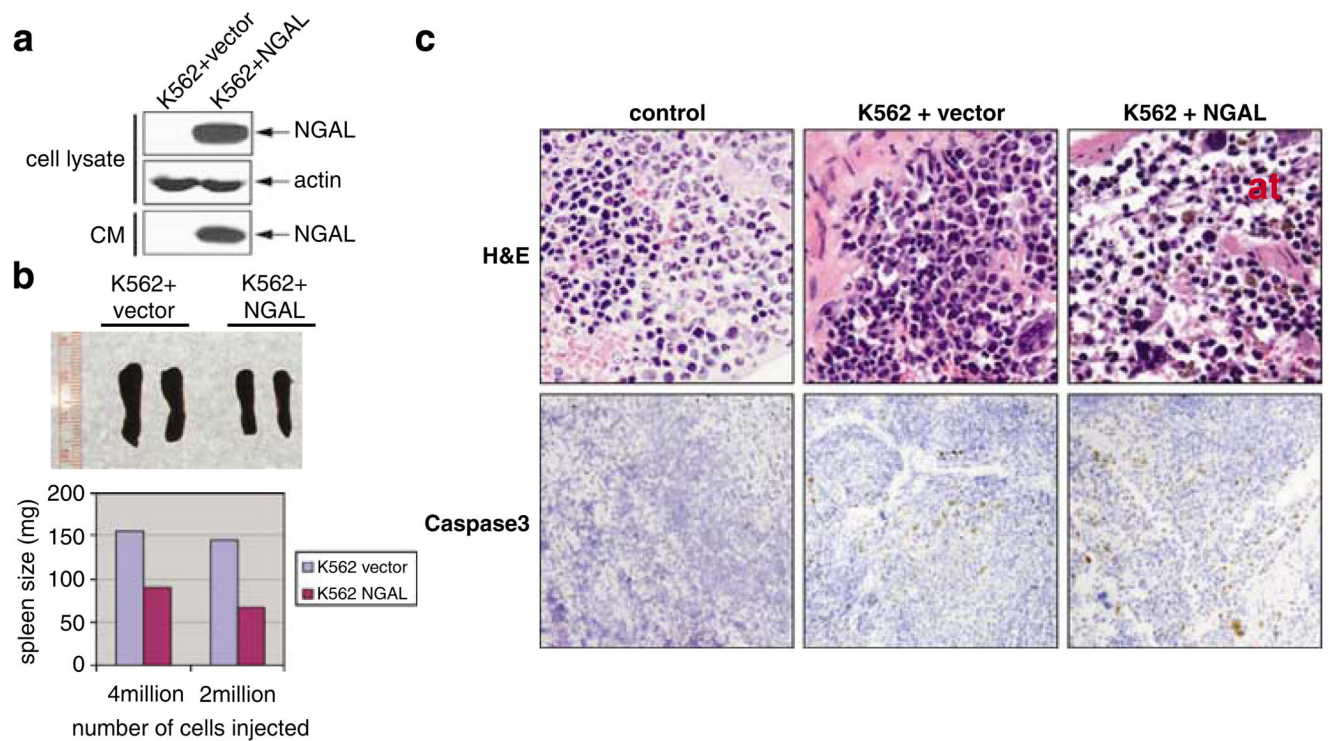 a
K562+vector
K562+NGAL
cell lysate
NGAL
actin
CM
NGAL
b
K562+
vector
K562+
NGAL
spleen size (mg)
200
150
100
50
0
4million 2million
number of cells injected
K562 vector
K562 NGAL
c
control K562 + vector K562 + NGAL
H&E
at
Caspase3